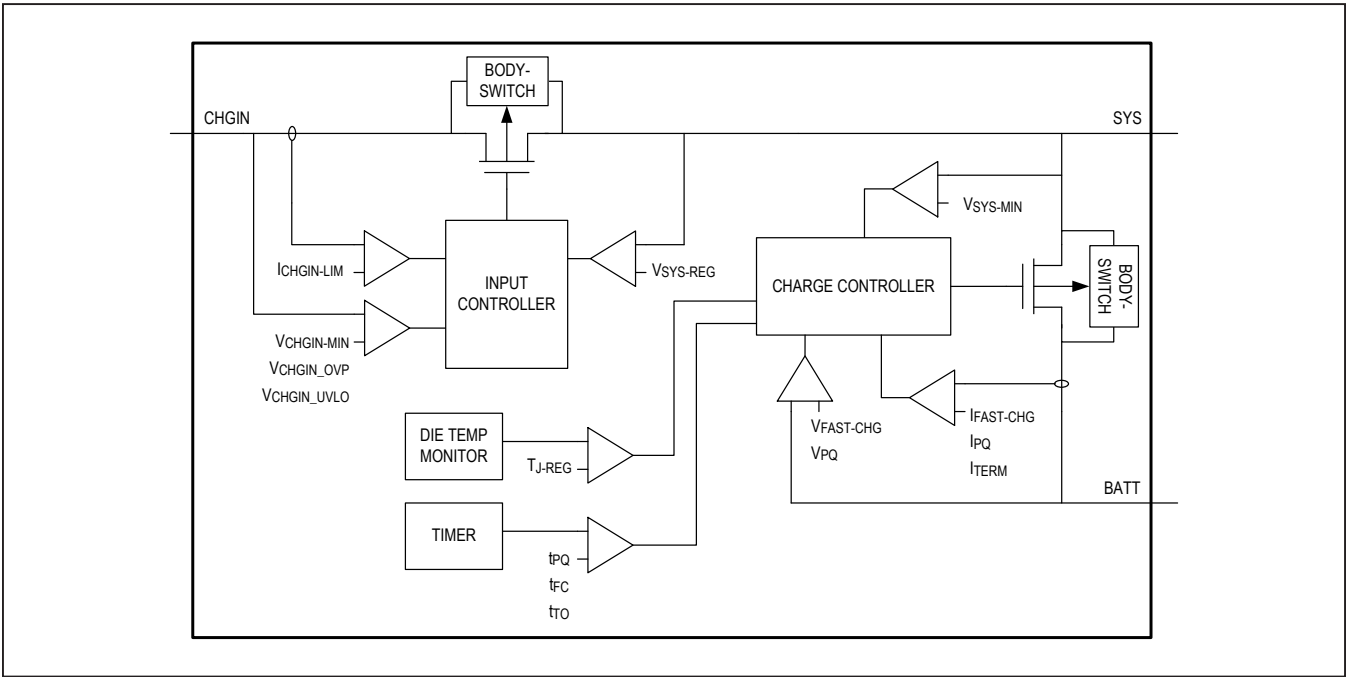 BODY-
SWITCH
CHGIN
SYS
VSYS-MIN
ICHGIN-LIM
INPUT
CONTROLLER
VSYS-REG
CHARGE CONTROLLER
BODY-
SWITCH
VCHGIN-MIN
VCHGIN_OVP
VCHGIN_UVLO
VFAST-CHG
VPQ
IFAST-CHG
IPQ
ITERM
DIE TEMP
MONITOR
TJ-REG
BATT
TIMER
tPQ
tFC
tTO